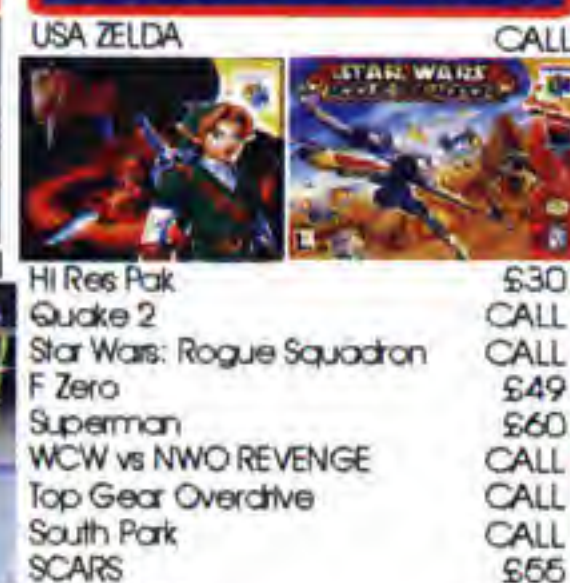 USA ZELDA CALL
STAR WARS
Hi Res Pak £30
Quake 2 CALL
Star Wars: Rogue Squadron CALL
F Zero £49
Superman £60
WCW vs NWO REVENGE CALL
Top Gear Overdrive CALL
South Park CALL
SCARS £55